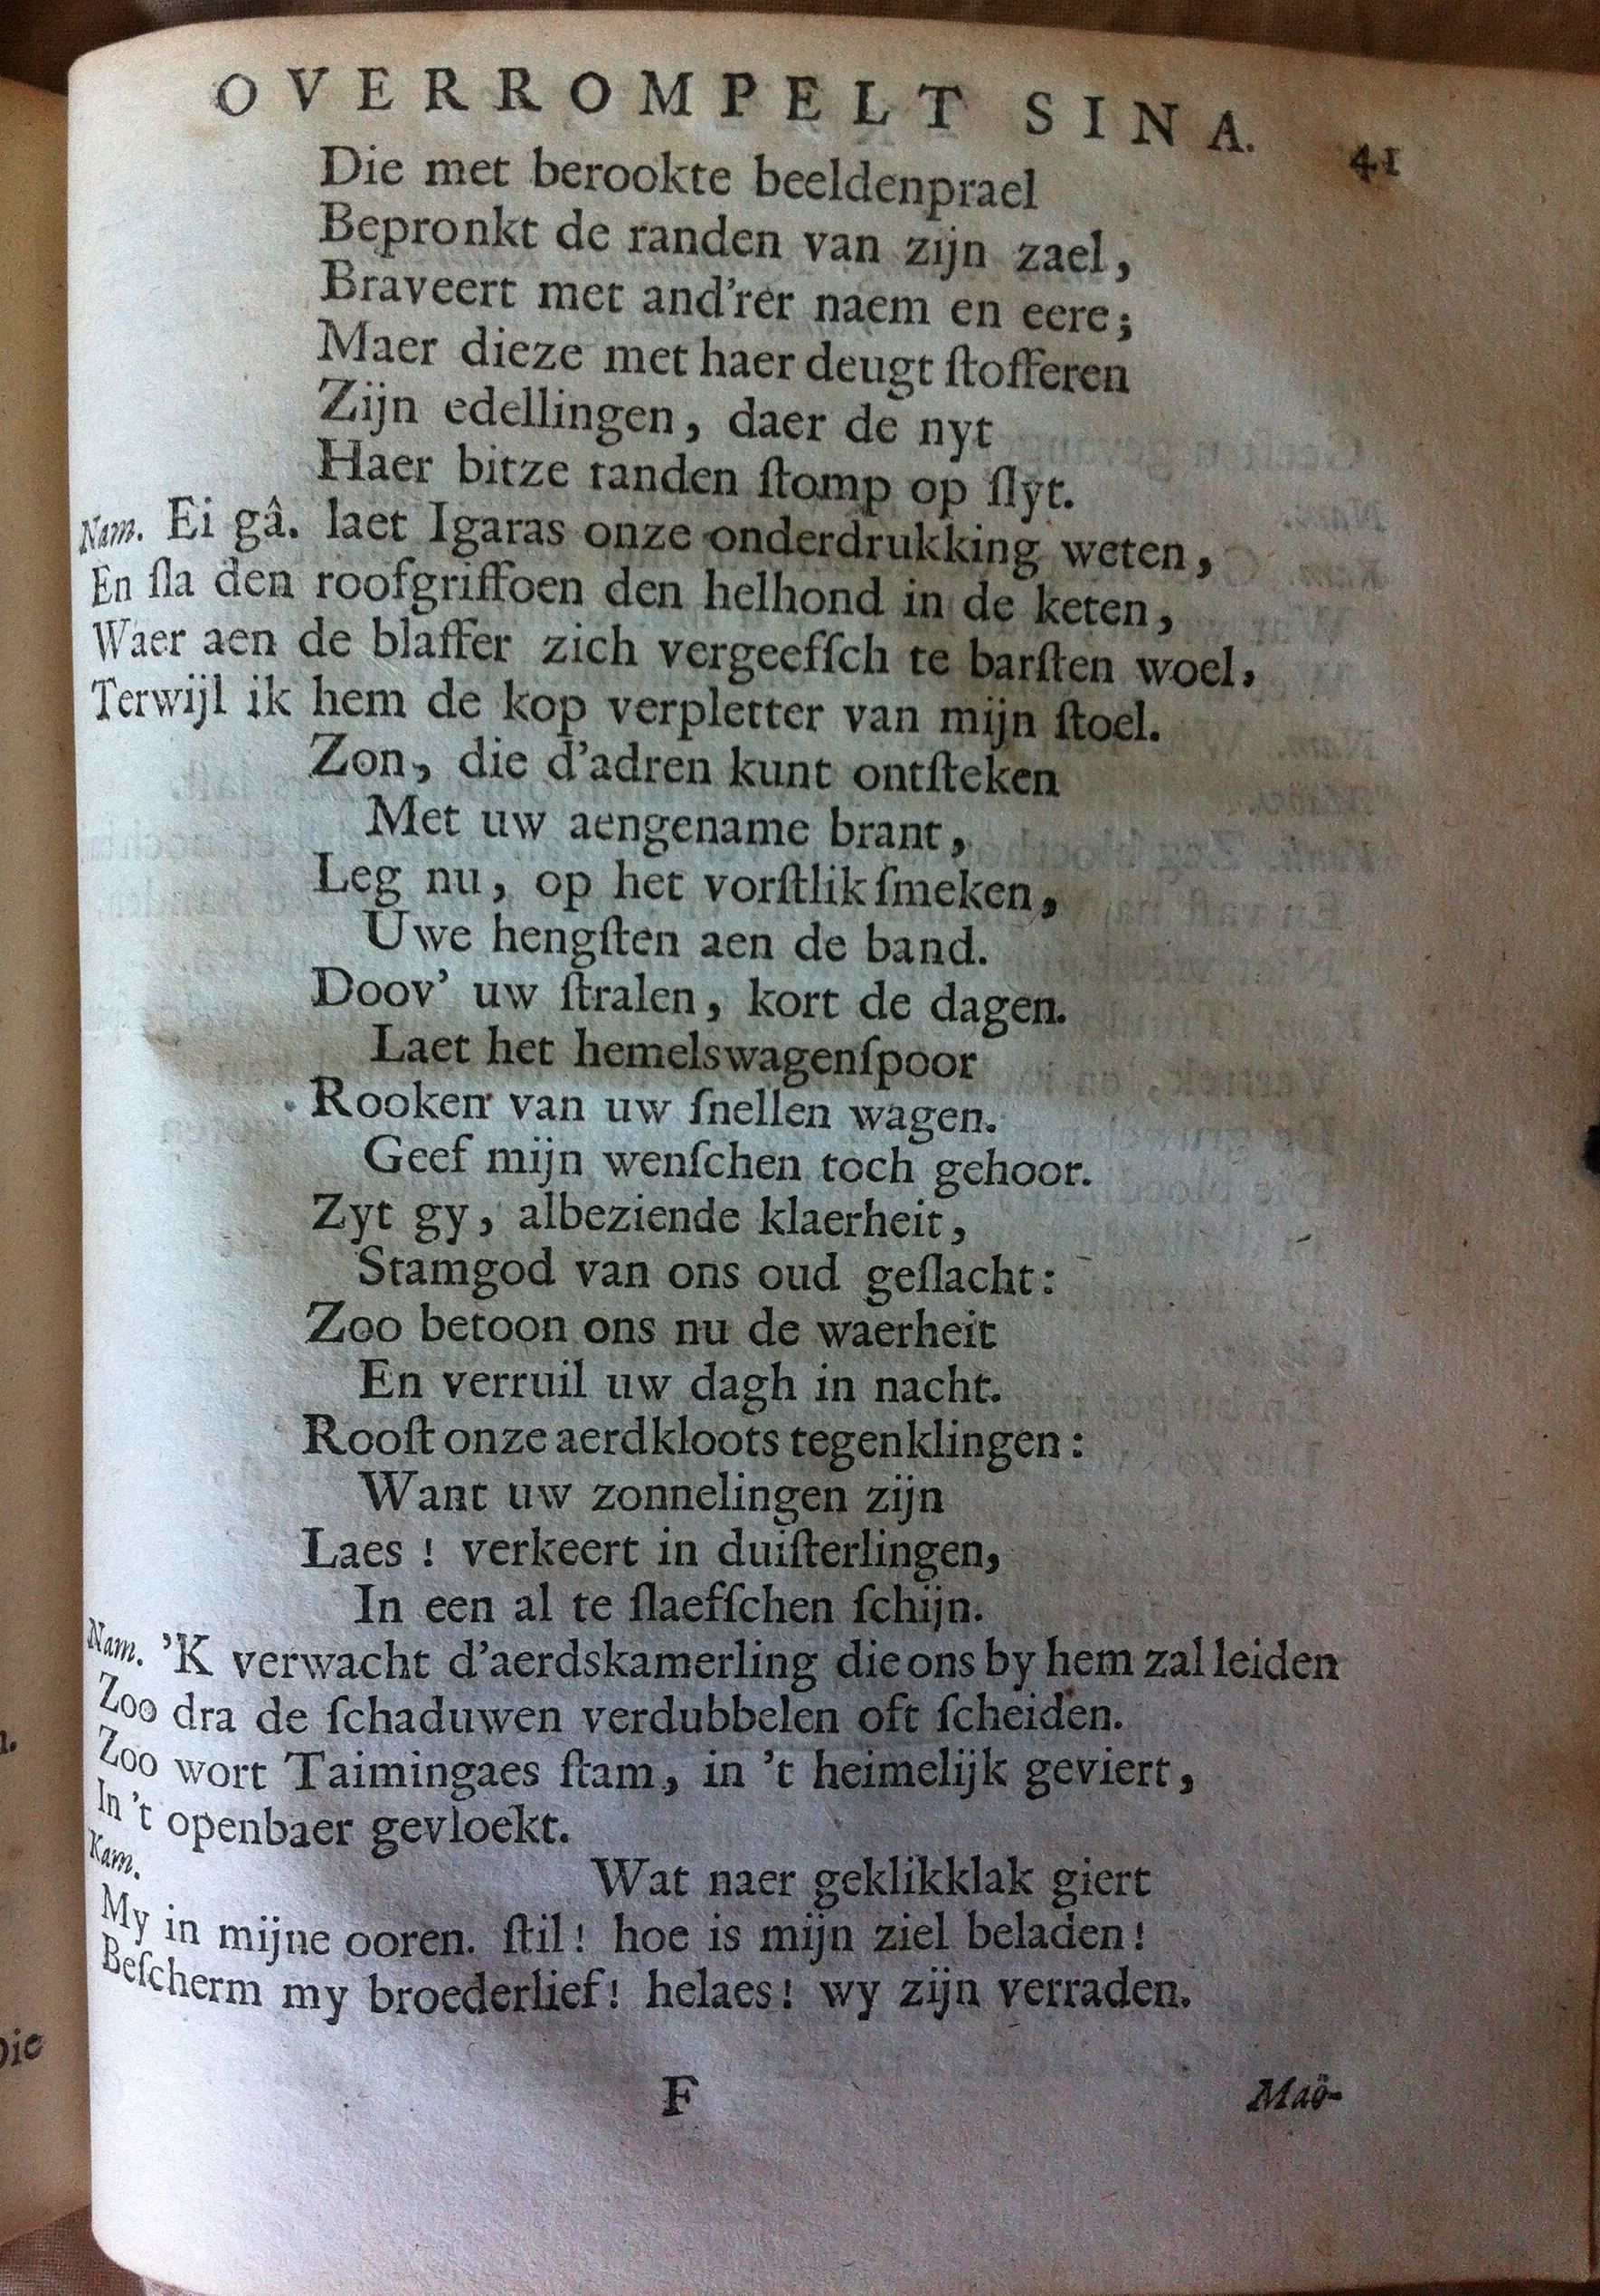 OVERROMPELT SINA. 41
Die met berookte beeldenprael
Bepronkt de randen van zijn zael,
Braveert met and'rer naem en eere;
Maer dieze met haer deugt ſtofferen
Zijn edellingen, daer de nyt
Haer bitze tanden ſtomp op ſlyt.
Nam. Ei gâ. laet Igaras onze onderdrukking weten,
En ſla den roofgriffoen den helhond in de keten,
Waer aen de blaffer zich vergeefſch te barſten woel,
Terwijl ik hem de kop verpletter van mijn ſtoel.
Zon, die d'adren kunt ontſteken
Met uw aengename brant,
Leg nu, op het vorſtlik ſmeken,
Uwe hengſten aen de band.
Doov' uw ſtralen, kort de dagen.
Laet het hemelswagenſpoor
Rooken van uw ſnellen wagen.
Geef mijn wenſchen toch gehoor.
Zyt gy, albeziende klaerheit,
Stamgod van ons oud geſlacht:
Zoo betoon ons nu de waerheit
En verruil uw dagh in nacht.
Rooſt onze aerdkloots tegenklingen:
Want uw zonnelingen zijn
Laes! verkeert in duiſterlingen,
In een al te ſlaefſchen ſchijn.
Nam. 'K verwacht d'aerdskamerling die ons by hem zal leiden
Zoo dra de ſchaduwen verdubbelen oft ſcheiden.
Zoo wort Taimingaes ſtam, in 't heimelijk geviert,
In 't openbaer gevloekt.
Kam. Wat naer geklikklak giert
My in mijne ooren. ſtil! hoe is mijn ziel beladen!
Beſcherm my broederlief! helaes! wy zijn verraden.
F Maö-